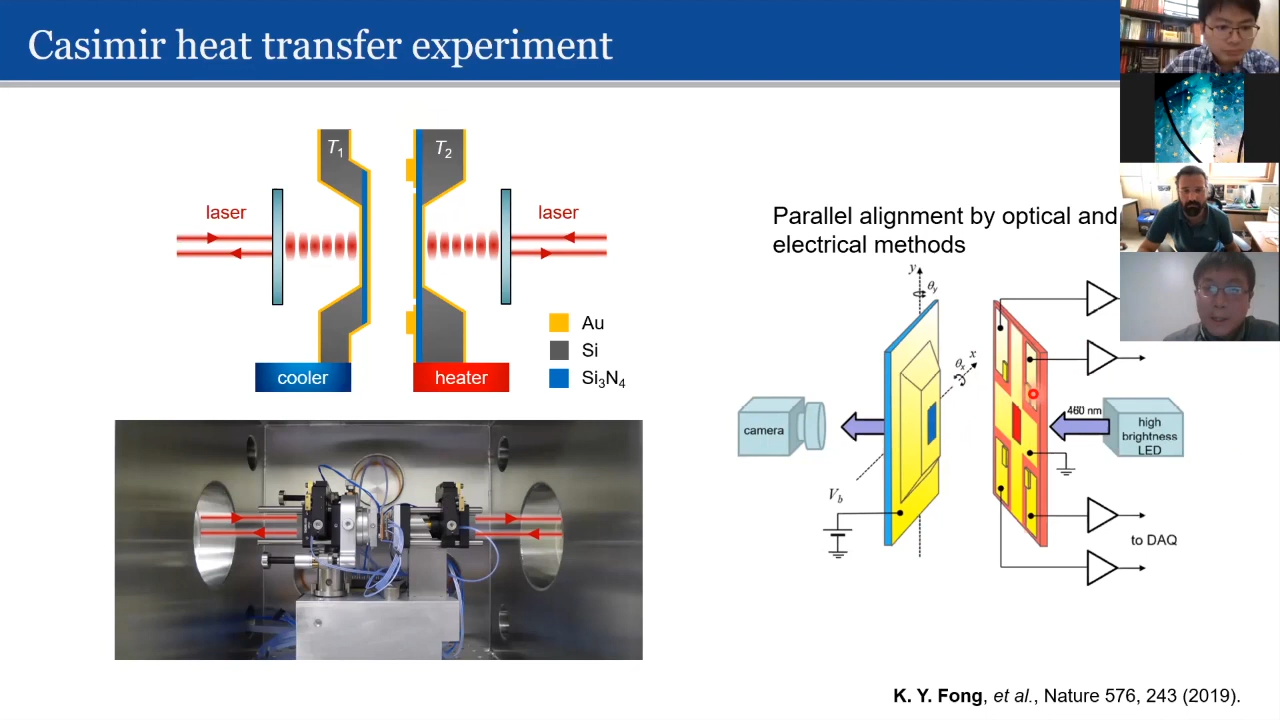 Casimir heat transfer experiment
T1
T2
laser
laser
Au
Si
Si3N4
cooler
heater
Parallel alignment by optical and
electrical methods
y
θy
x
θx
camera
460 nm
high
brightness
LED
Vb
to DAQ
K. Y. Fong, et al., Nature 576, 243 (2019).